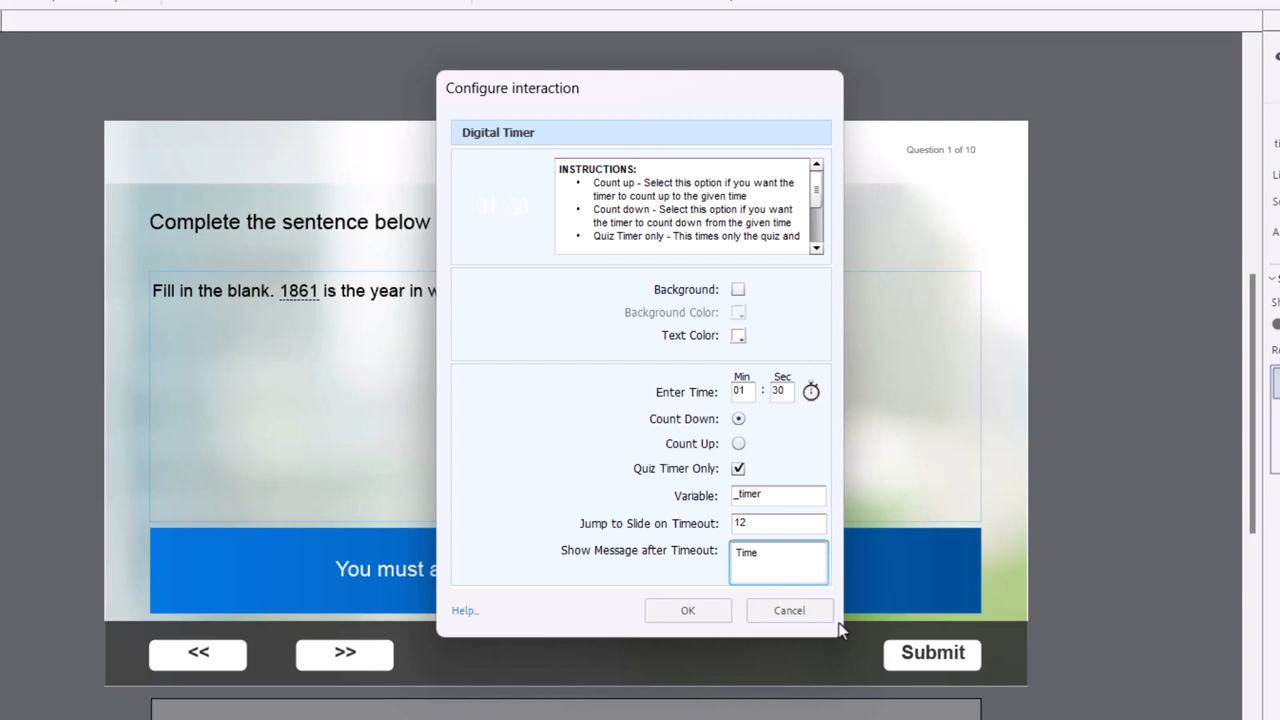 Configure interaction
Digital Timer
Question 1 of 10
INSTRUCTIONS:
• Count up - Select this option if you want the
timer to count up to the given time
• Count down - Select this option if you want
the timer to count down from the given time
• Quiz Timer only - This times only the quiz and
01:30
Complete the sentence below
Fill in the blank. 1861 is the year in w
Background:
Background Color:
Text Color:
Min Sec
Enter Time: 01 : 30
Count Down:
Count Up:
Quiz Timer Only:
Variable: _timer
Jump to Slide on Timeout: 12
Show Message after Timeout: Time
You must a
Help...
OK
Cancel
<<
>>
Submit